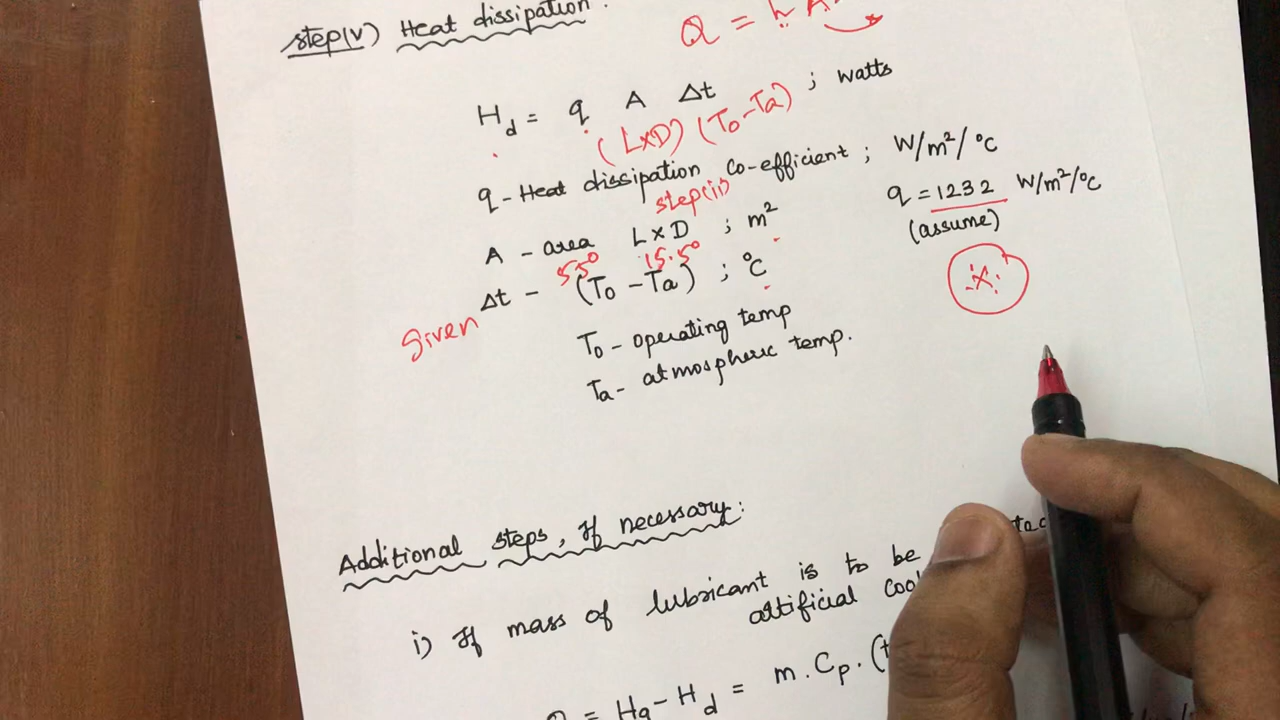 step(v) Heat dissipation:
Q = h A
Hd = q A Δt ; watts
(L×D) (To-Ta)
q - Heat dissipation co-efficient ; W/m²/°C
step(ii)
q = 1232 W/m²/°C
(assume)
A - area L×D ; m²
55° 15.5°
Δt - (To - Ta) ; °C
Given
To - operating temp
Ta - atmospheric temp.
Additional steps, If necessary:
i) If mass of lubricant is to be
artificial
= Hg - Hd = m. Cp. (t